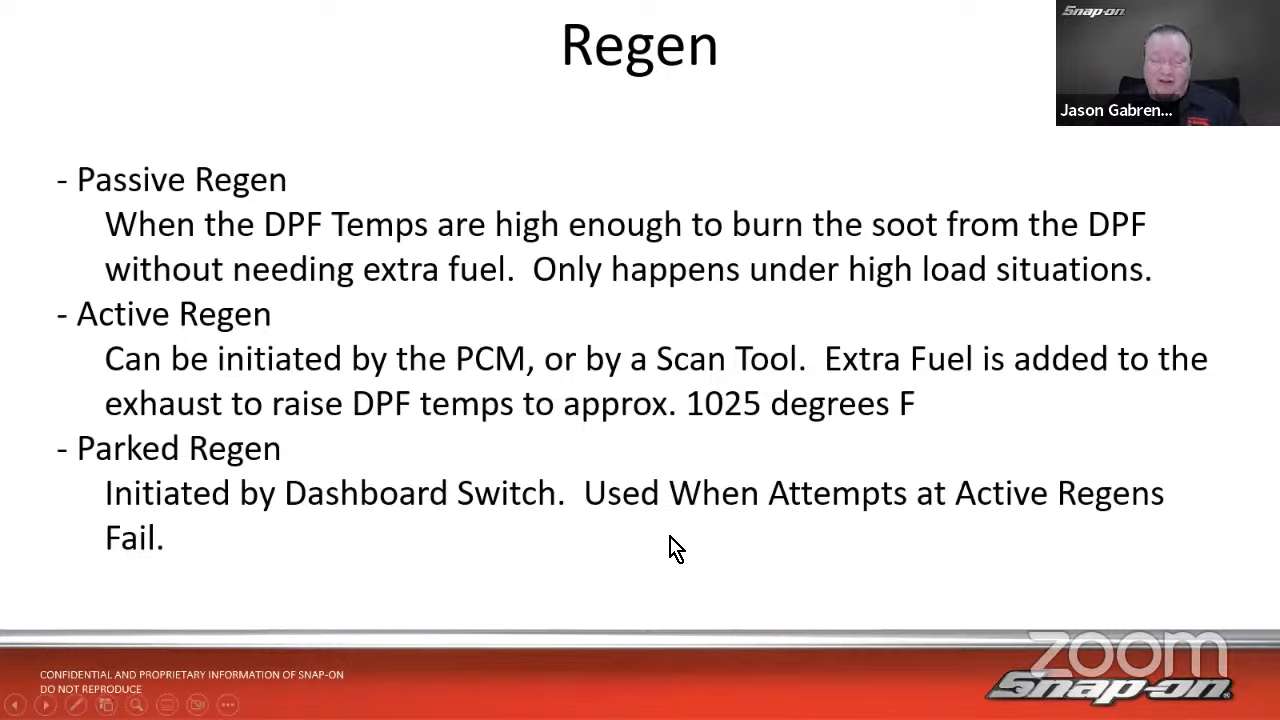 Regen
Snap-on
Jason Gabren...
- Passive Regen
When the DPF Temps are high enough to burn the soot from the DPF
without needing extra fuel.  Only happens under high load situations.
- Active Regen
Can be initiated by the PCM, or by a Scan Tool.  Extra Fuel is added to the
exhaust to raise DPF temps to approx. 1025 degrees F
- Parked Regen
Initiated by Dashboard Switch.  Used When Attempts at Active Regens
Fail.
zoom
CONFIDENTIAL AND PROPRIETARY INFORMATION OF SNAP-ON
DO NOT REPRODUCE
Snap-on